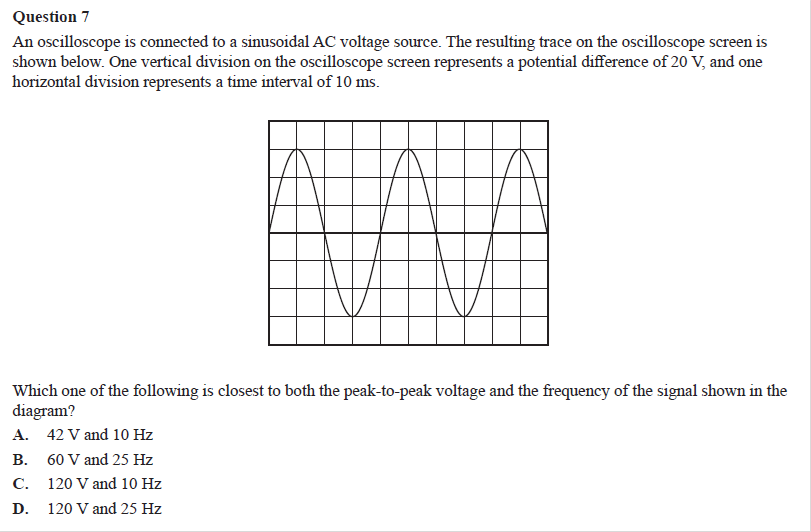 Question 7
An oscilloscope is connected to a sinusoidal AC voltage source. The resulting trace on the oscilloscope screen is
shown below. One vertical division on the oscilloscope screen represents a potential difference of 20 V, and one
horizontal division represents a time interval of 10 ms.
Which one of the following is closest to both the peak-to-peak voltage and the frequency of the signal shown in the
diagram?
A. 42 V and 10 Hz
B. 60 V and 25 Hz
C. 120 V and 10 Hz
D. 120 V and 25 Hz